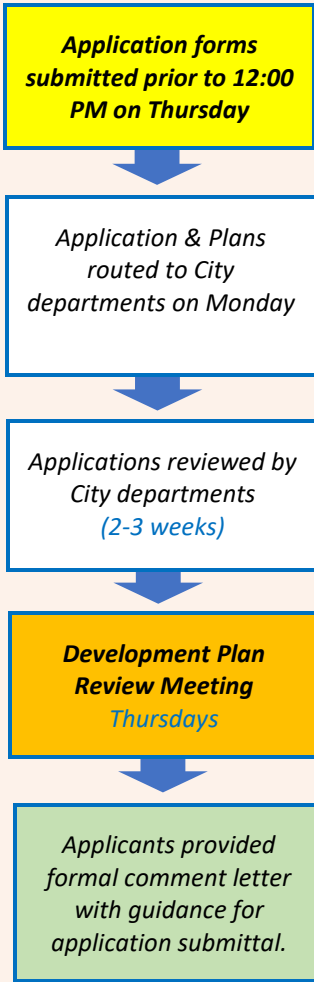 Application forms
submitted prior to 12:00
PM on Thursday
Application & Plans
routed to City
departments on Monday
Applications reviewed by
City departments
(2-3 weeks)
Development Plan
Review Meeting
Thursdays
Applicants provided
formal comment letter
with guidance for
application submittal.